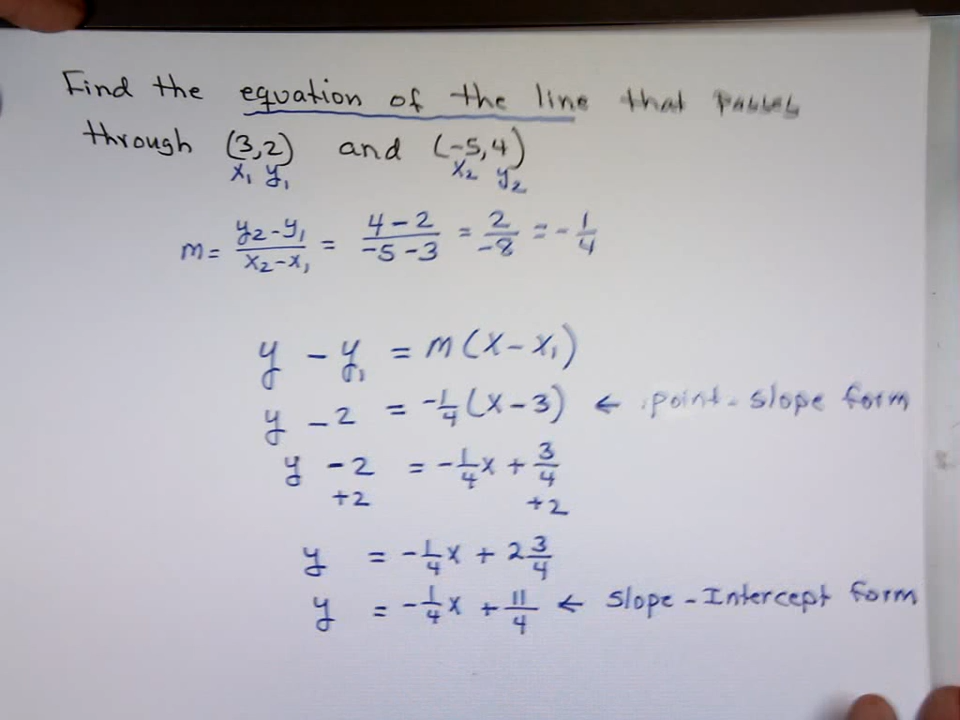 Find the equation of the line that passes
through (3,2) and (-5,4)
x₁ y₁ x₂ y₂
m = y₂-y₁/x₂-x₁ = 4-2/-5-3 = 2/-8 = -1/4
y - y₁ = m(x-x₁)
y - 2 = -1/4(x-3) ← point-slope form
y - 2 = -1/4x + 3/4
+2 +2
y = -1/4x + 2 3/4
y = -1/4x + 11/4 ← slope-Intercept form